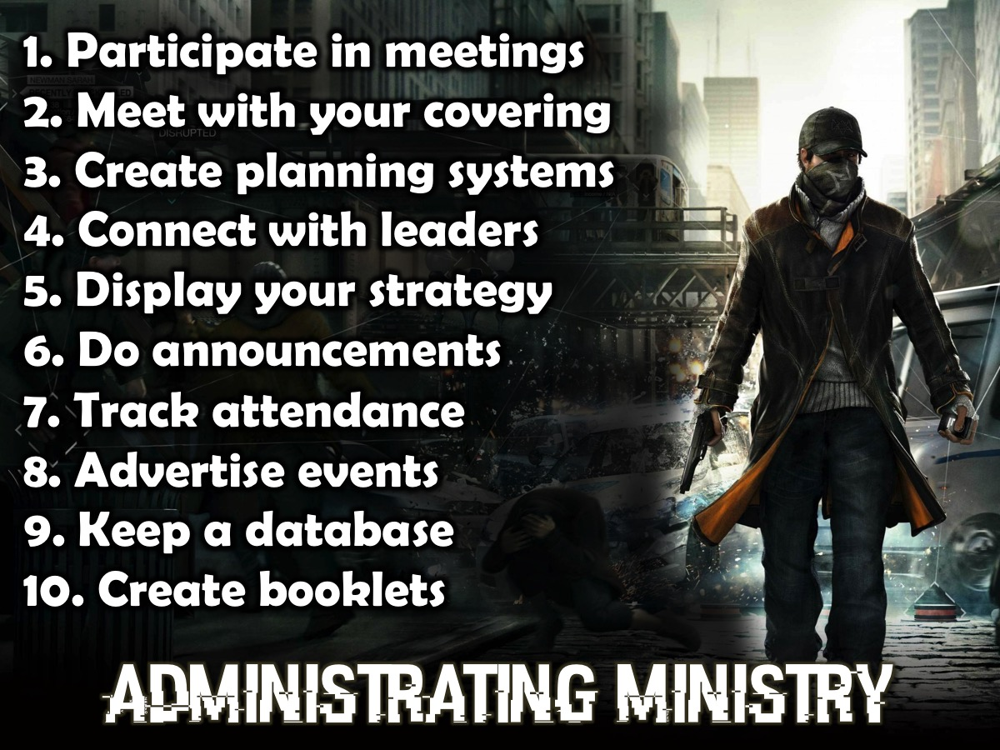 1. Participate in meetings
NEWMAN SARAH
2. Meet with your covering
DISRUPTED
3. Create planning systems
4. Connect with leaders
5. Display your strategy
6. Do announcements
7. Track attendance
8. Advertise events
9. Keep a database
10. Create booklets
ADMINISTRATING MINISTRY